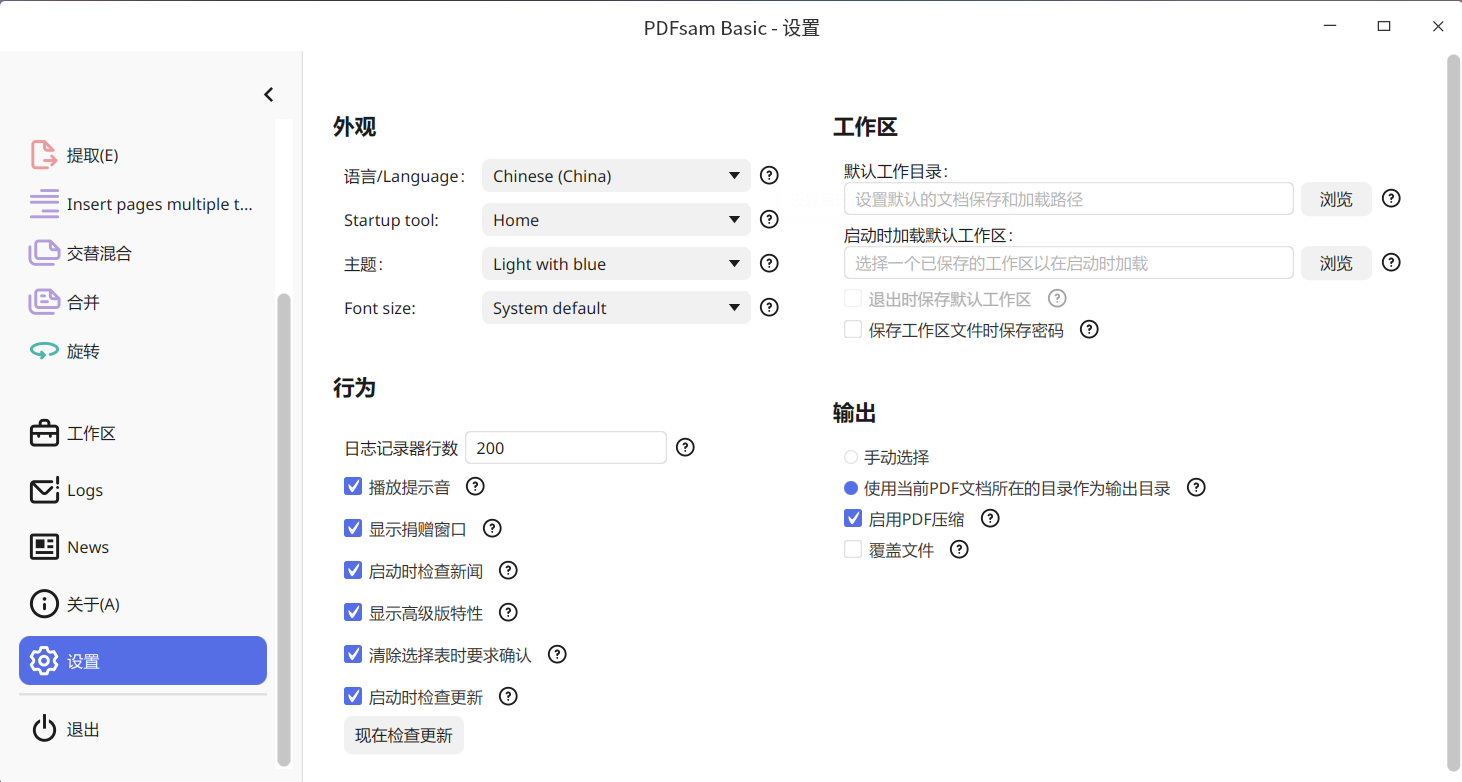 PDFsam Basic - 设置
提取(E)
Insert pages multiple t...
交替混合
合并
旋转
工作区
Logs
News
关于(A)
设置
退出
外观
语言/Language:
Chinese (China)
Startup tool:
Home
主题:
Light with blue
Font size:
System default
行为
日志记录器行数
200
播放提示音
显示捐赠窗口
启动时检查新闻
显示高级版特性
清除选择表时要求确认
启动时检查更新
现在检查更新
工作区
默认工作目录:
设置默认的文档保存和加载路径
浏览
启动时加载默认工作区:
选择一个已保存的工作区以在启动时加载
浏览
退出时保存默认工作区
保存工作区文件时保存密码
输出
手动选择
使用当前PDF文档所在的目录作为输出目录
启用PDF压缩
覆盖文件